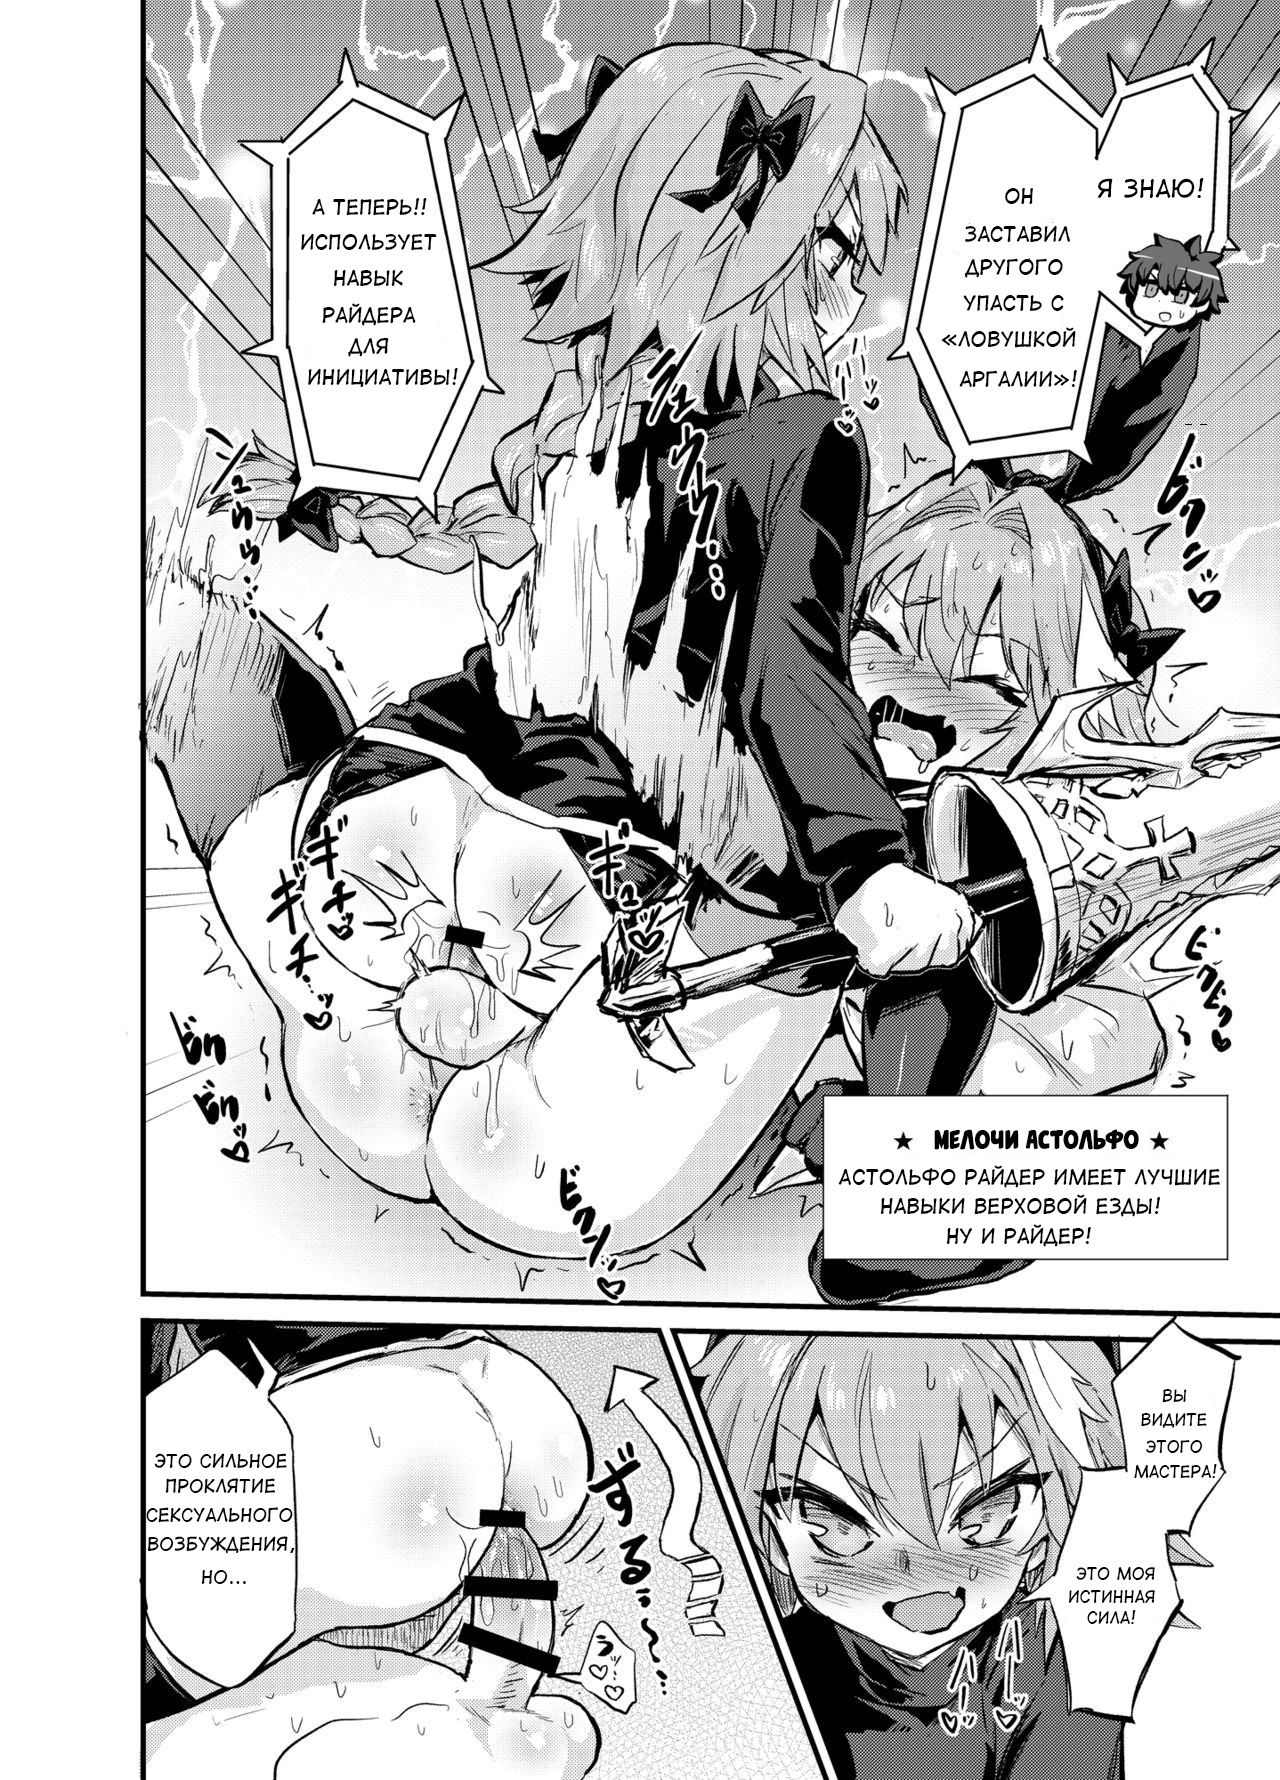 Я ЗНАЮ!
ОН
ЗАСТАВИЛ
ДРУГОГО
УПАСТЬ С
«ЛОВУШКОЙ
АРГАЛИИ»!
А ТЕПЕРЬ!!
ИСПОЛЬЗУЕТ
НАВЫК
РАЙДЕРА
ДЛЯ
ИНИЦИАТИВЫ!
★ МЕЛОЧИ АСТОЛЬФО ★
АСТОЛЬФО РАЙДЕР ИМЕЕТ ЛУЧШИЕ
НАВЫКИ ВЕРХОВОЙ ЕЗДЫ!
НУ И РАЙДЕР!
ВЫ
ВИДИТЕ
ЭТОГО
МАСТЕРА!
ЭТО МОЯ
ИСТИННАЯ
СИЛА!
ЭТО СИЛЬНОЕ
ПРОКЛЯТИЕ
СЕКСУАЛЬНОГО
ВОЗБУЖДЕНИЯ,
НО...